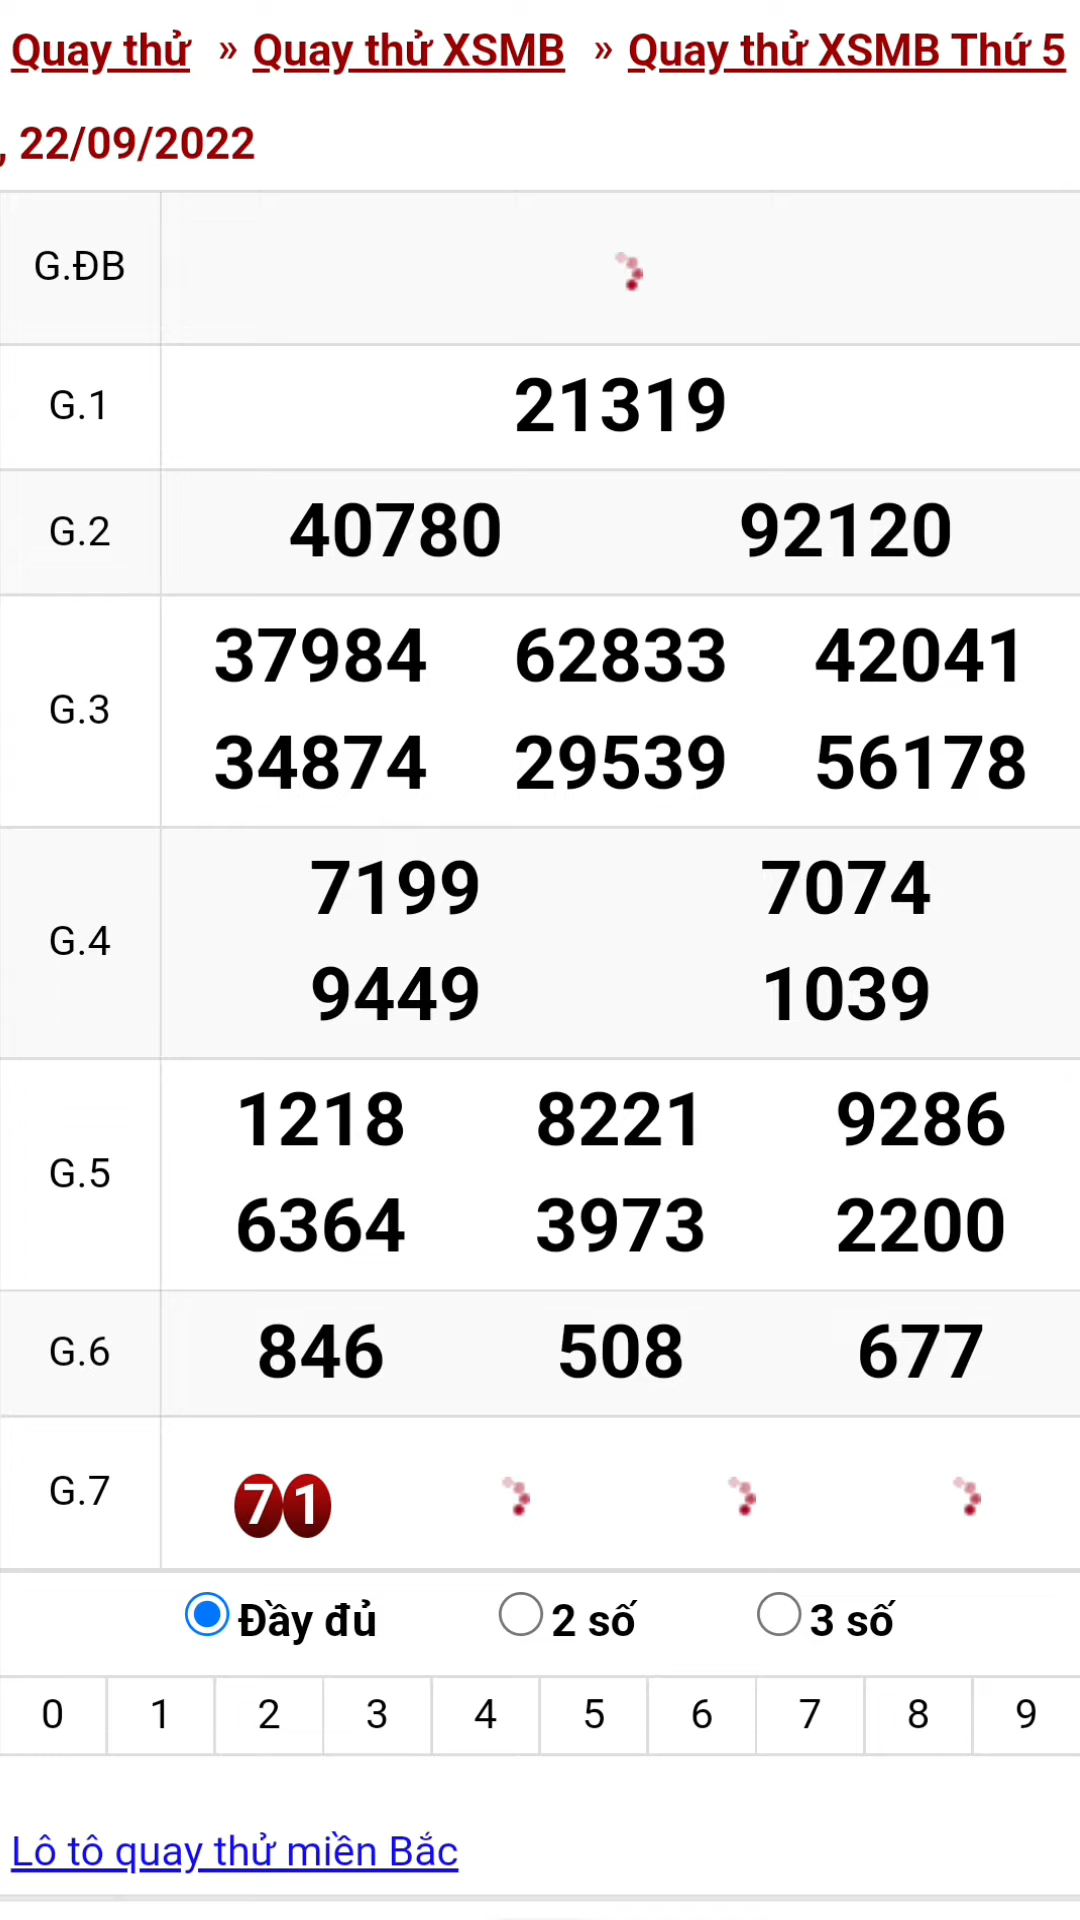 Quay thử » Quay thử XSMB » Quay thử XSMB Thứ 5
, 22/09/2022
G.ĐB
G.1 21319
G.2 40780 92120
37984 62833 42041
G.3
34874 29539 56178
7199 7074
G.4
9449 1039
1218 8221 9286
G.5
6364 3973 2200
G.6 846 508 677
G.7 71
Đầy đủ 2 số 3 số
0 1 2 3 4 5 6 7 8 9
Lô tô quay thử miền Bắc